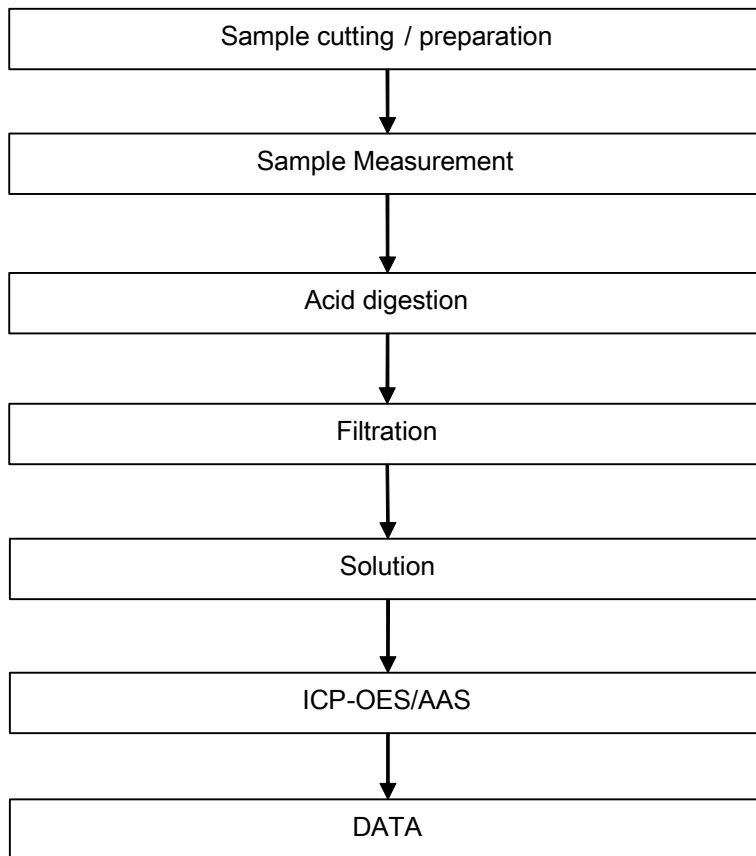 Sample cutting / preparation
Sample Measurement
Acid digestion
Filtration
Solution
ICP-OES/AAS
DATA